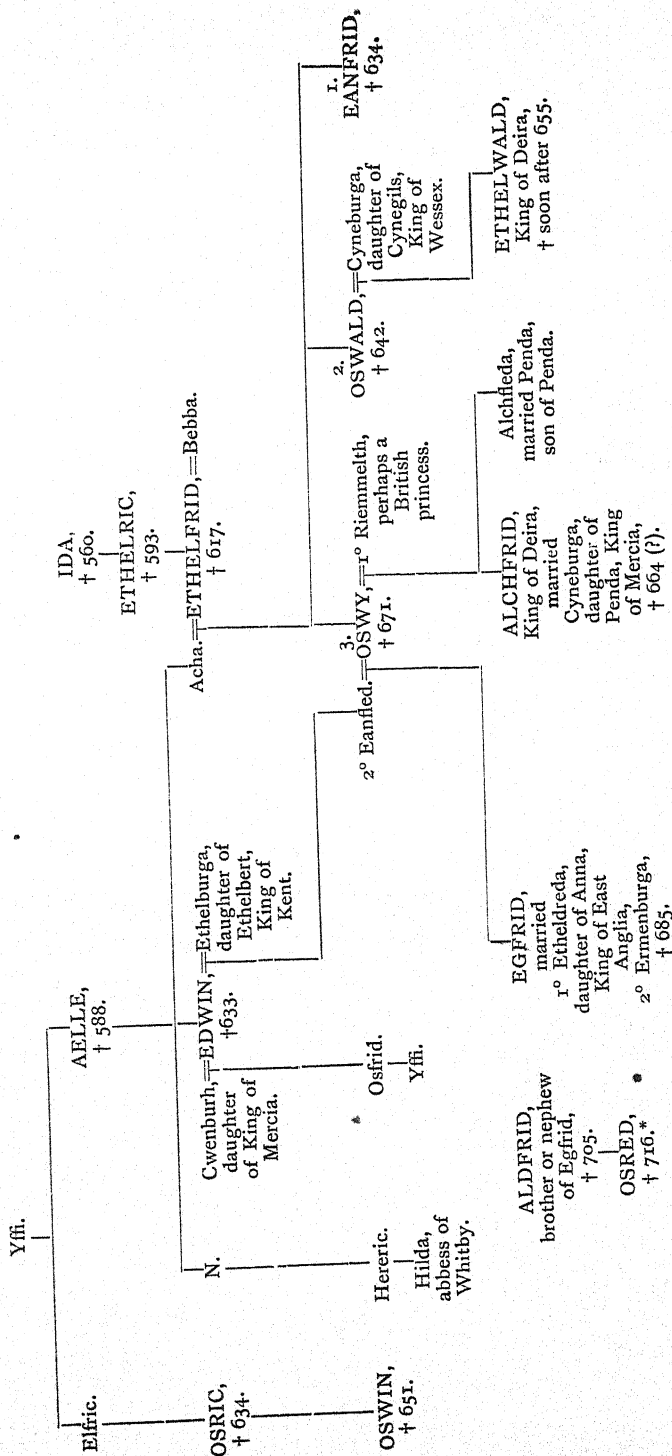 Yffi.
Elfric.
OSRIC,
† 634.
OSWIN,
† 651.
AELLE,
† 588.
N.
Hereric.
Hilda,
abbess of
Whitby.
Cwenburh,=EDWIN,=Ethelburga,
daughter
of King of
Mercia.
†633.
daughter of
Ethelbert,
King of
Kent.
Osfrid.
Yffi.
IDA,
† 560.
ETHELRIC,
† 593.
Acha.=ETHELFRID,=Bebba.
† 617.
3.
2° Eanfled.=OSWY,=1° Riemmelth,
† 671.
perhaps a
British
princess.
2.
OSWALD,=Cyneburga,
† 642.
daughter of
Cynegils,
King of
Wessex.
1.
EANFRID,
† 634.
ALDFRID,
brother or nephew
of Egfrid,
† 705.
OSRED,
† 716.*
EGFRID,
married
1° Etheldreda,
daughter of Anna,
King of East
Anglia,
2° Ermenburga,
† 685.
ALCHFRID,
King of Deira,
married
Cyneburga,
daughter of
Penda, King
of Mercia,
† 664 (?).
Alchfleda,
married Penda,
son of Penda.
ETHELWALD,
King of Deira,
† soon after 655.